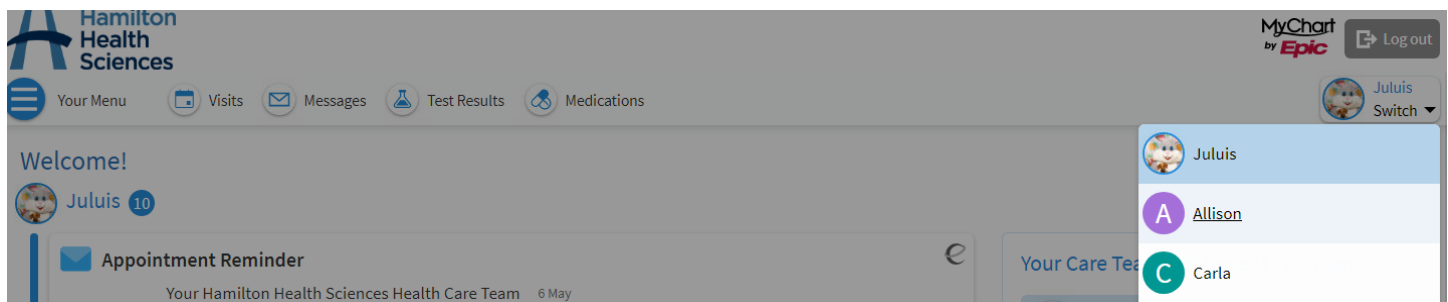 Hamilton
Health
Sciences
MyChart
by Epic
Log out
Your Menu
Visits
Messages
Test Results
Medications
Juluis
Switch
Welcome!
Juluis 10
Appointment Reminder
Your Hamilton Health Sciences Health Care Team 6 May
Your Care Tea
Juluis
A Allison
C Carla